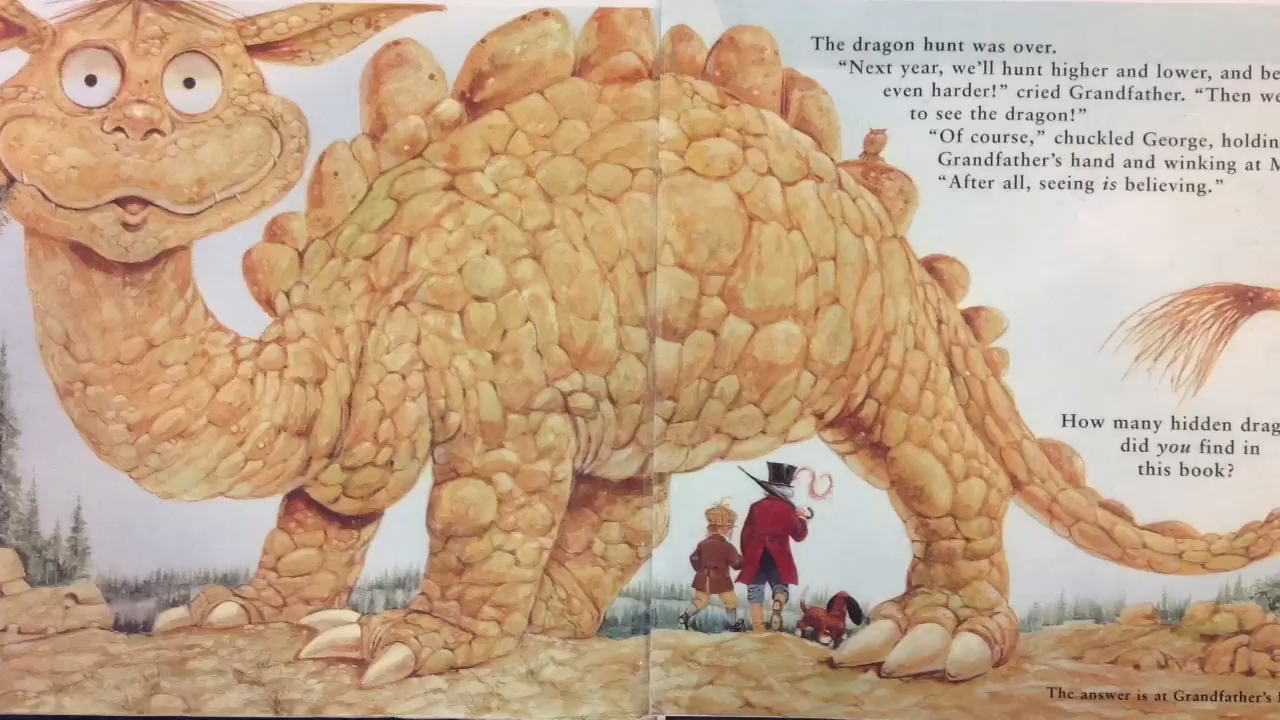 The dragon hunt was over.
“Next year, we’ll hunt higher and lower, and
even harder!” cried Grandfather. “Then
to see the dragon!”
“Of course,” chuckled George,
Grandfather’s hand and winking at
“After all, seeing is believing.”
How many hidden
did you find in
this book?
The answer is at Grandfather’s